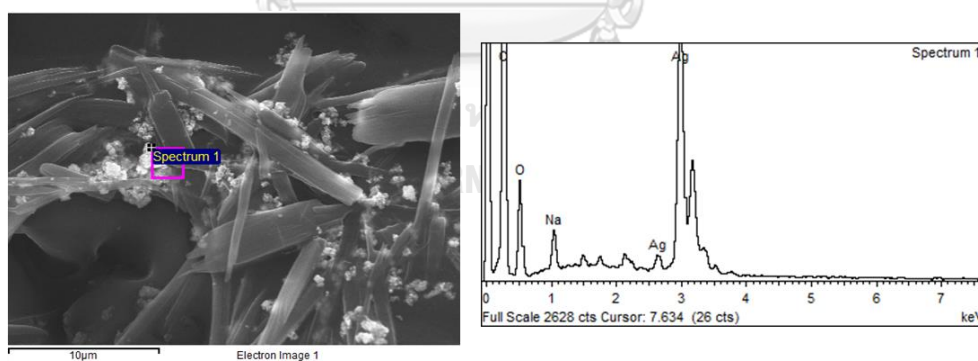 Spectrum 1
10µm
Electron Image 1
Spectrum 1
C
Ag
O
Na
Ag
0 1 2 3 4 5 6 7
Full Scale 2628 cts Cursor: 7.634 (26 cts)
keV